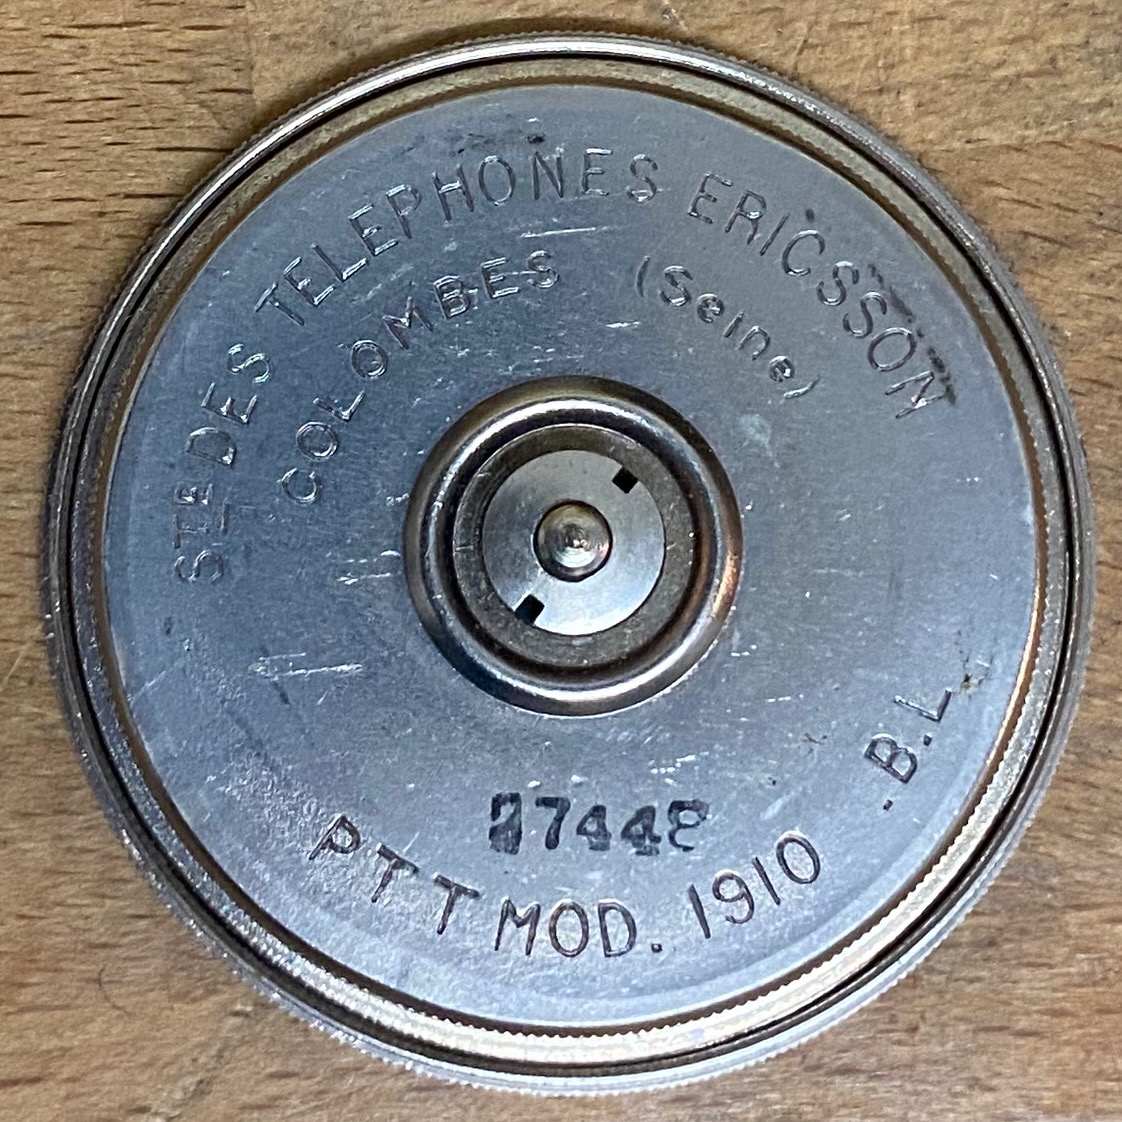 STE DES TELEPHONES ERICSSON
COLOMBES (Seine)
PTT MOD. 1910 .B.L